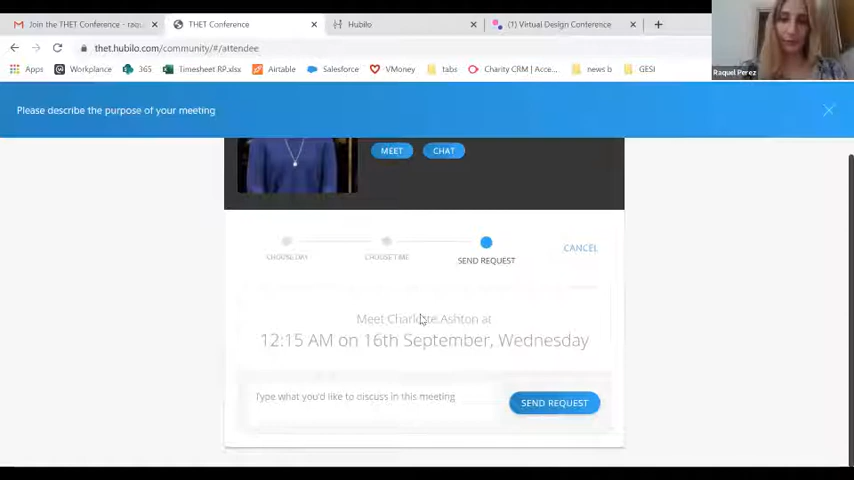 Join the THET Conference - raq
THET Conference
Hubilo
(1) Virtual Design Conference
thet.hubilo.com/community/#/attendee
Apps
Workplance
365
Timesheet RP.xlsx
Airtable
Salesforce
VMoney
tabs
Charity CRM | Acce...
news b
GESI
Raquel Perez
Please describe the purpose of your meeting
MEET
CHAT
CHOOSE DAY
CHOOSE TIME
SEND REQUEST
CANCEL
Meet Charlotte Ashton at
12:15 AM on 16th September, Wednesday
Type what you'd like to discuss in this meeting
SEND REQUEST